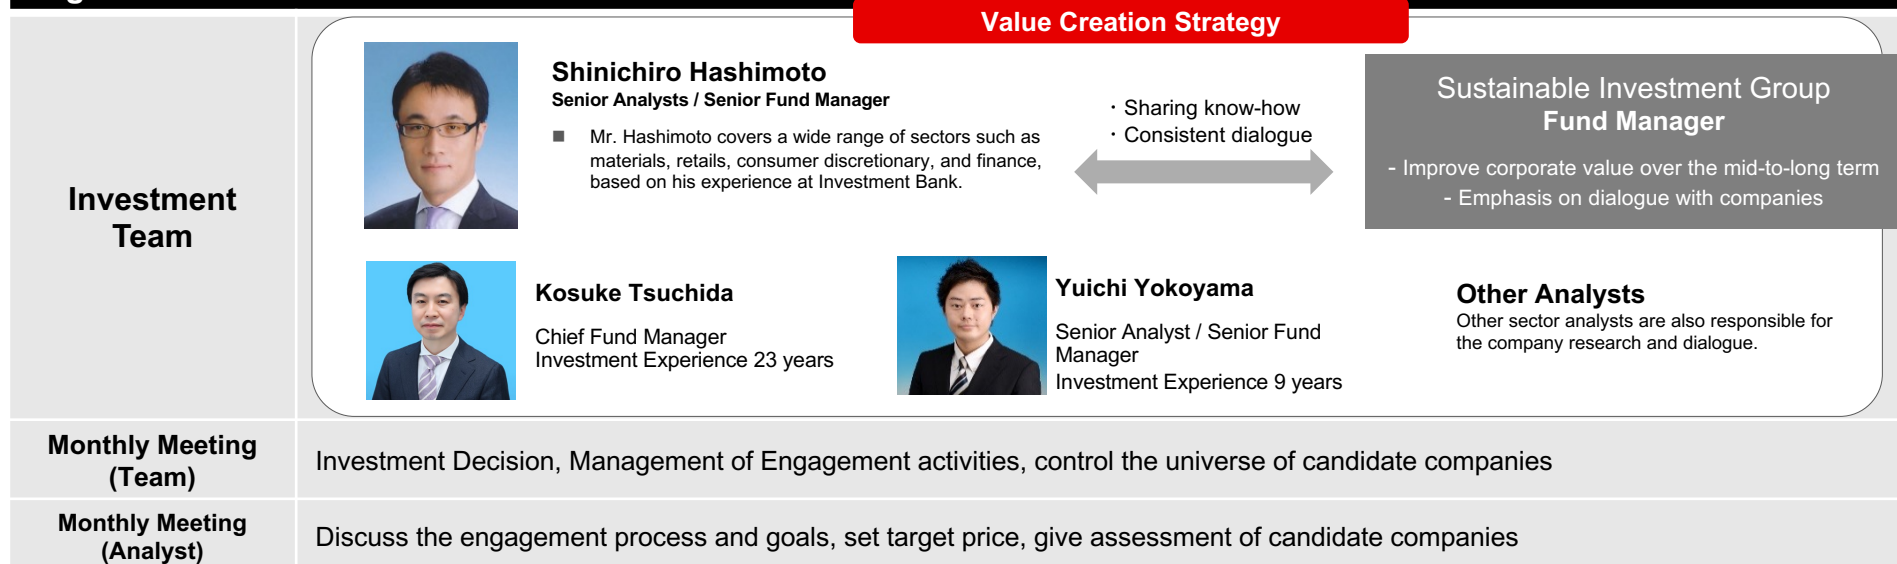 Value Creation Strategy
Investment
Team
Shinichiro Hashimoto
Senior Analysts / Senior Fund Manager
■ Mr. Hashimoto covers a wide range of sectors such as
materials, retails, consumer discretionary, and finance,
based on his experience at Investment Bank.
・Sharing know-how
・Consistent dialogue
Sustainable Investment Group
Fund Manager
- Improve corporate value over the mid-to-long term
- Emphasis on dialogue with companies
Kosuke Tsuchida
Chief Fund Manager
Investment Experience 23 years
Yuichi Yokoyama
Senior Analyst / Senior Fund
Manager
Investment Experience 9 years
Other Analysts
Other sector analysts are also responsible for
the company research and dialogue.
Monthly Meeting
(Team)
Investment Decision, Management of Engagement activities, control the universe of candidate companies
Monthly Meeting
(Analyst)
Discuss the engagement process and goals, set target price, give assessment of candidate companies